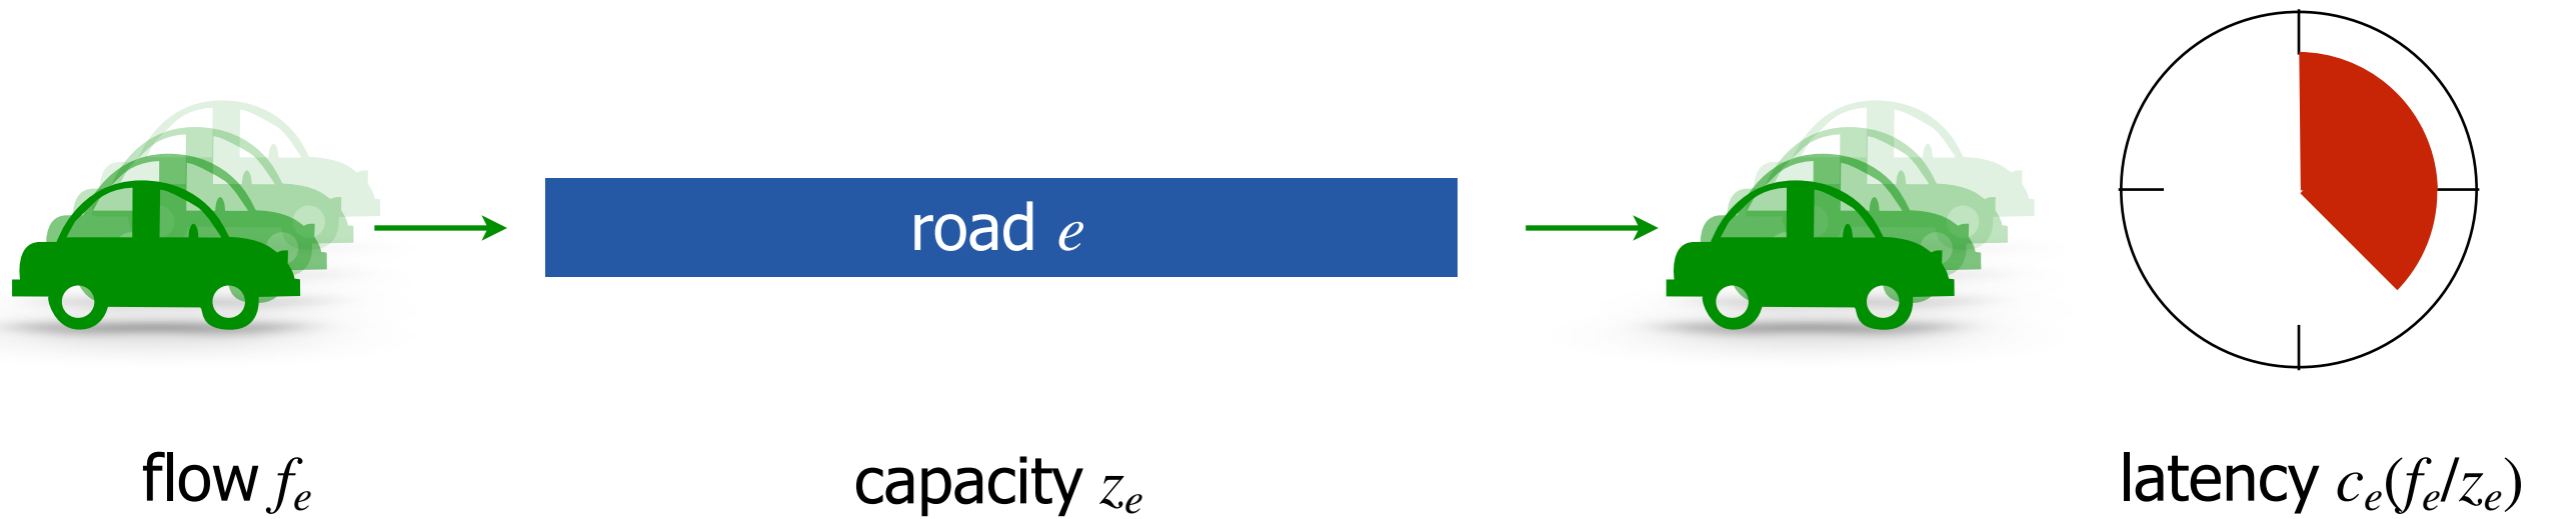 road e
flow fₑ
capacity zₑ
latency cₑ(fₑ/zₑ)